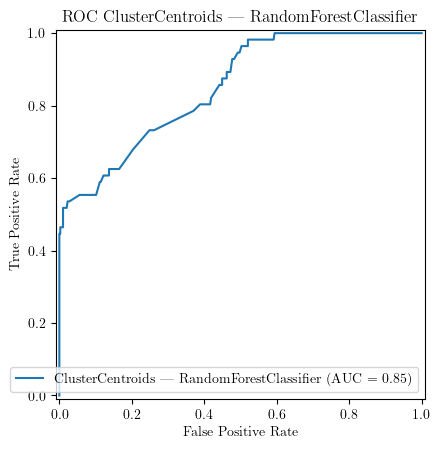 ROC ClusterCentroids — RandomForestClassifier
1.0
0.8
0.6
0.4
0.2
0.0
True Positive Rate
ClusterCentroids — RandomForestClassifier (AUC = 0.85)
0.0 0.2 0.4 0.6 0.8 1.0
False Positive Rate